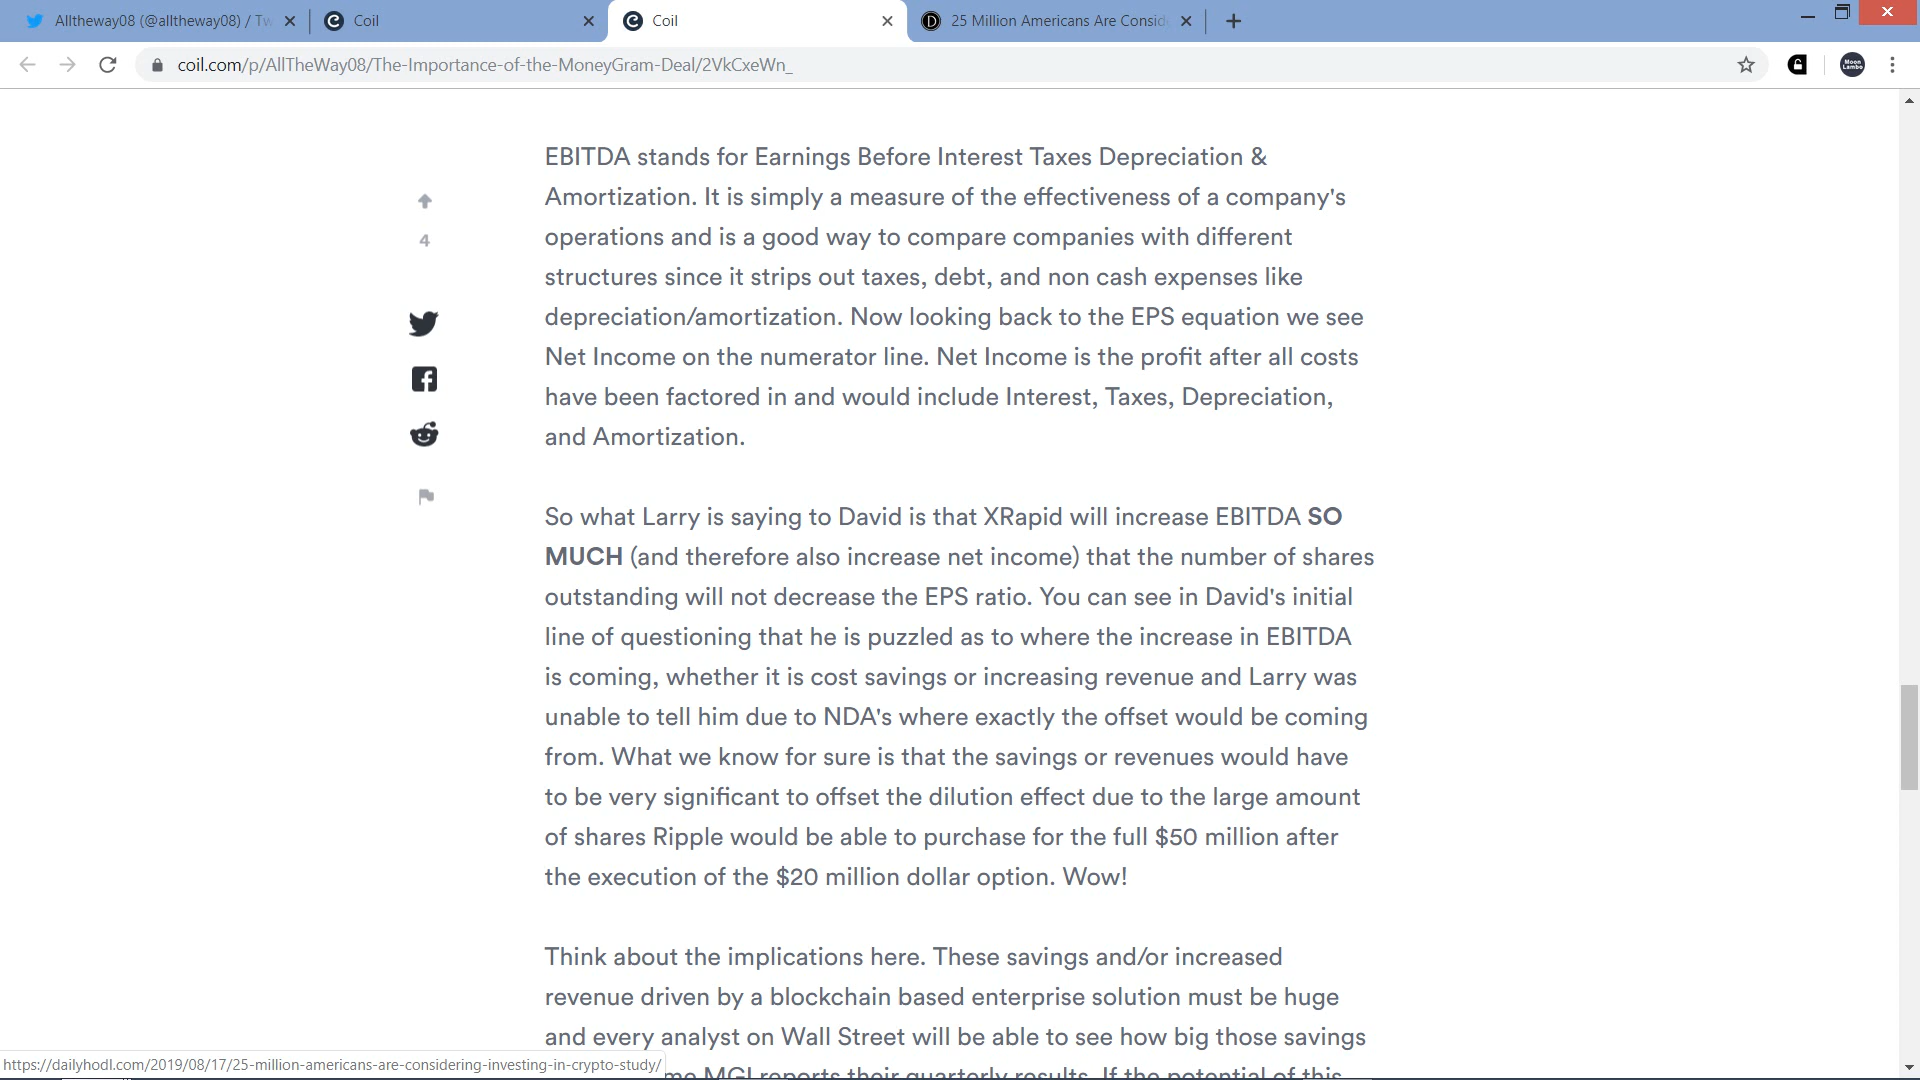 Alltheway08 (@alltheway08) / Tw
Coil
Coil
25 Million Americans Are Consid
coil.com/p/AllTheWay08/The-Importance-of-the-MoneyGram-Deal/2VkCxeWn_
Moon
Lambo
EBITDA stands for Earnings Before Interest Taxes Depreciation &
Amortization. It is simply a measure of the effectiveness of a company's
operations and is a good way to compare companies with different
structures since it strips out taxes, debt, and non cash expenses like
depreciation/amortization. Now looking back to the EPS equation we see
Net Income on the numerator line. Net Income is the profit after all costs
have been factored in and would include Interest, Taxes, Depreciation,
and Amortization.
4
So what Larry is saying to David is that XRapid will increase EBITDA SO
MUCH (and therefore also increase net income) that the number of shares
outstanding will not decrease the EPS ratio. You can see in David's initial
line of questioning that he is puzzled as to where the increase in EBITDA
is coming, whether it is cost savings or increasing revenue and Larry was
unable to tell him due to NDA's where exactly the offset would be coming
from. What we know for sure is that the savings or revenues would have
to be very significant to offset the dilution effect due to the large amount
of shares Ripple would be able to purchase for the full $50 million after
the execution of the $20 million dollar option. Wow!
Think about the implications here. These savings and/or increased
revenue driven by a blockchain based enterprise solution must be huge
and every analyst on Wall Street will be able to see how big those savings
me MGI reports their quarterly results. If the potential of this
https://dailyhodl.com/2019/08/17/25-million-americans-are-considering-investing-in-crypto-study/